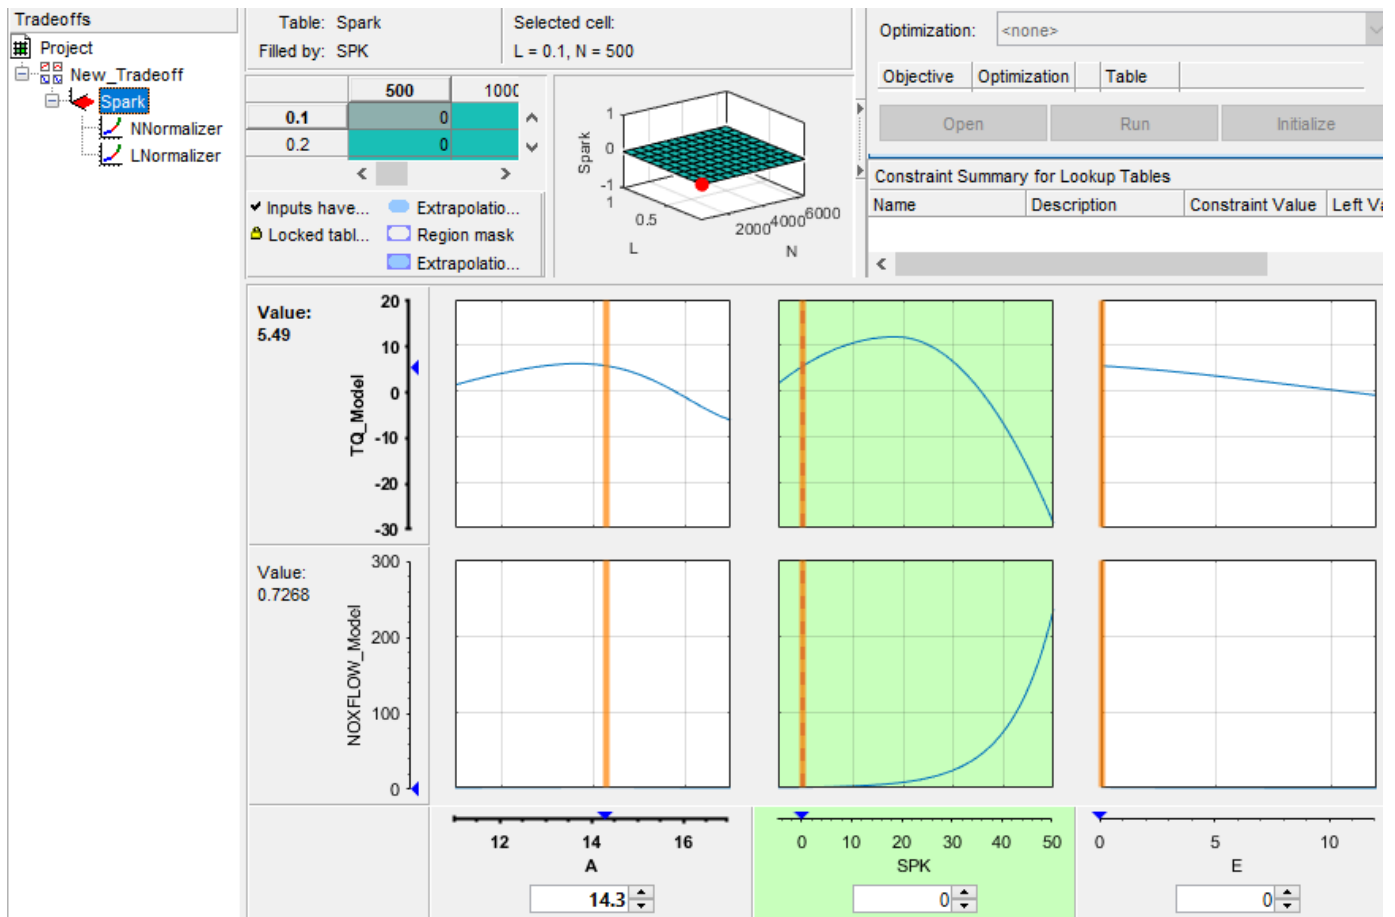 Tradeoffs
Project
New_Tradeoff
Spark
NNormalizer
LNormalizer
Table: Spark
Filled by: SPK
Selected cell:
L = 0.1, N = 500
500 1000
0.1 0
0.2 0
Inputs have...
Locked tabl...
Extrapolatio...
Region mask
Extrapolatio...
Spark
1
0
-1
1
0.5
L
2000 4000 6000
N
Optimization: <none>
Objective Optimization Table
Open Run Initialize
Constraint Summary for Lookup Tables
Name Description Constraint Value Left Va
Value:
5.49
TQ_Model
20
10
0
-10
-20
-30
Value:
0.7268
NOXFLOW_Model
300
200
100
0
12 14 16
A
14.3
0 10 20 30 40 50
SPK
0
0 5 10
E
0